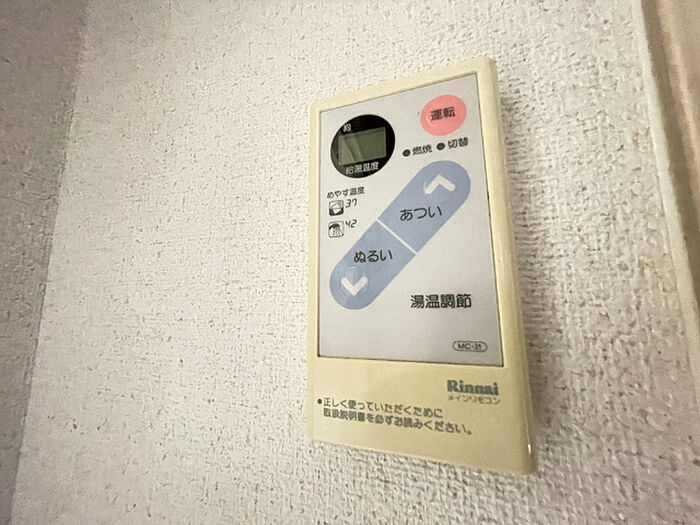 運転
約
給湯温度
燃焼 切替
めやす温度
37
42
あつい
ぬるい
湯温調節
MC-31
Rinnai
メインリモコン
●正しく使っていただくために
取扱説明書を必ずお読みください。